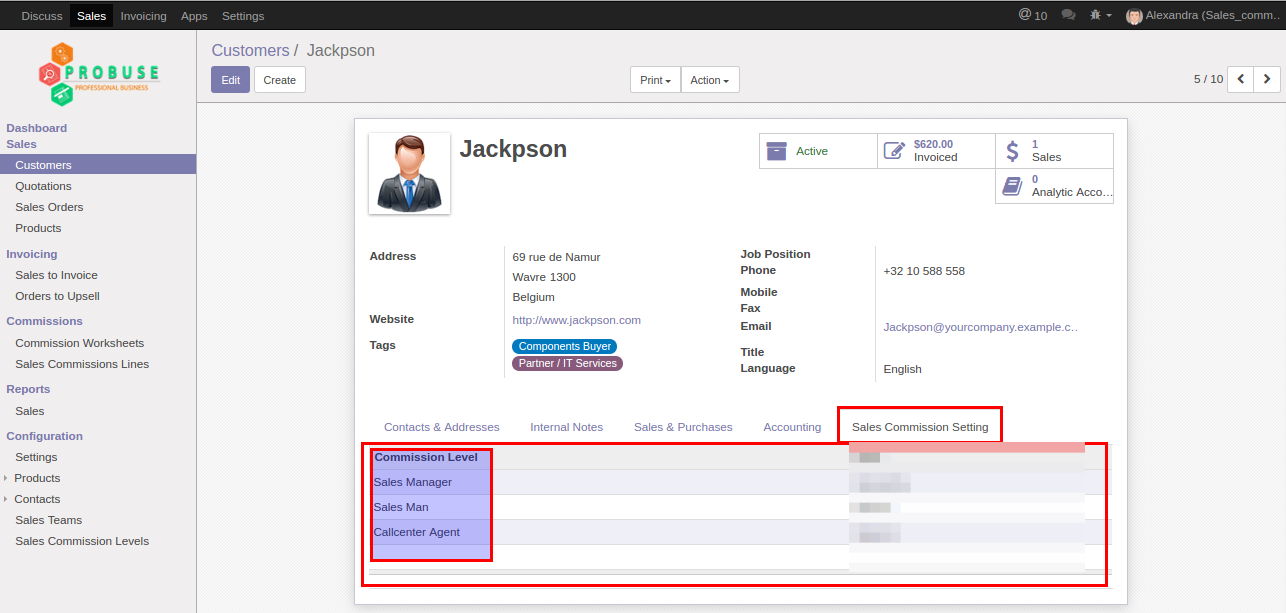 Discuss Sales Invoicing Apps Settings
@ 10 Alexandra (Sales_comm..
PROBUSE
PROFESSIONAL BUSINESS
Customers / Jackpson
Edit Create Print Action 5 / 10
Dashboard
Sales
Customers
Quotations
Sales Orders
Products
Invoicing
Sales to Invoice
Orders to Upsell
Commissions
Commission Worksheets
Sales Commissions Lines
Reports
Sales
Configuration
Settings
Products
Contacts
Sales Teams
Sales Commission Levels
Jackpson
Active
$620.00
Invoiced
1
Sales
0
Analytic Acco...
Address
69 rue de Namur
Wavre 1300
Belgium
Website http://www.jackpson.com
Tags Components Buyer
Partner / IT Services
Job Position
Phone +32 10 588 558
Mobile
Fax
Email Jackpson@yourcompany.example.c..
Title
Language English
Contacts & Addresses Internal Notes Sales & Purchases Accounting Sales Commission Setting
Commission Level
Sales Manager
Sales Man
Callcenter Agent